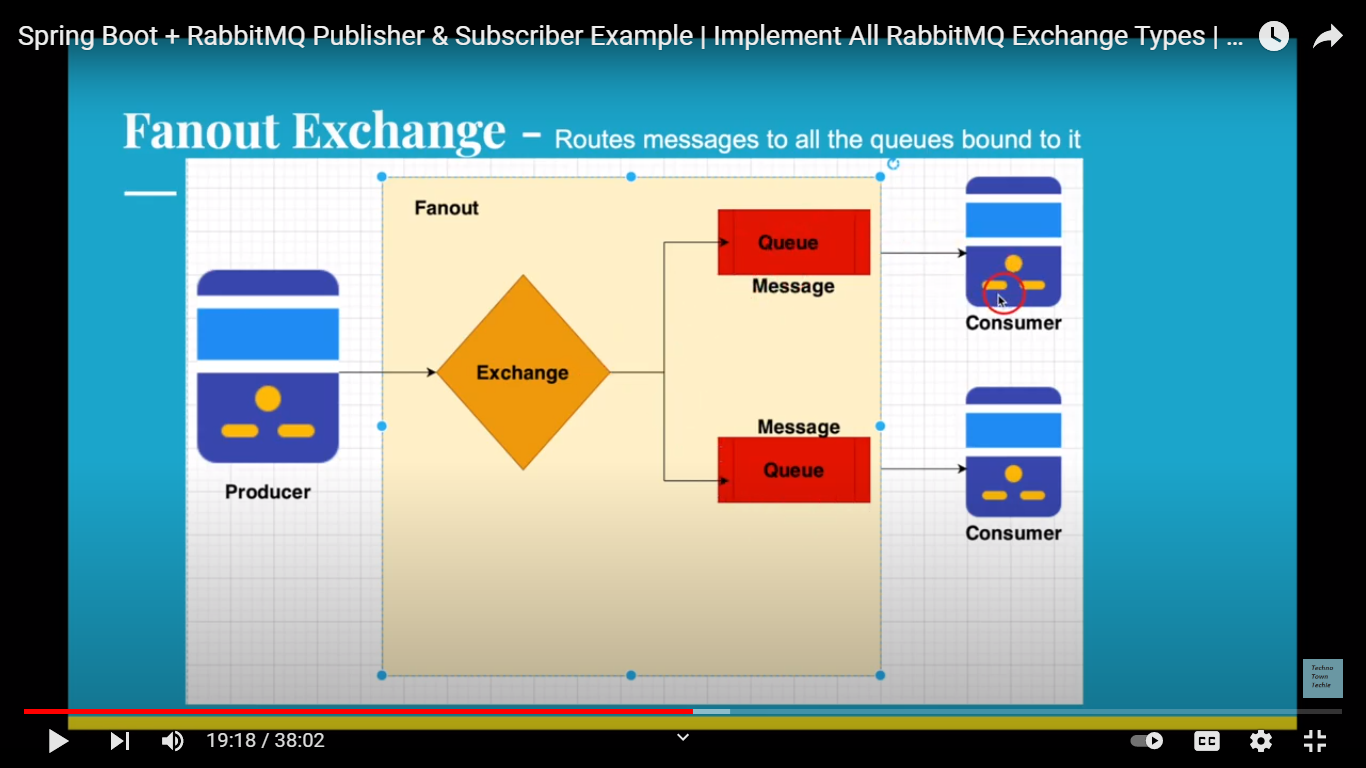 Spring Boot + RabbitMQ Publisher & Subscriber Example | Implement All RabbitMQ Exchange Types | ...
Fanout Exchange - Routes messages to all the queues bound to it
Fanout
Queue
Message
Consumer
Exchange
Message
Queue
Producer
Consumer
Techno
Town
Techie
19:18 / 38:02
CC